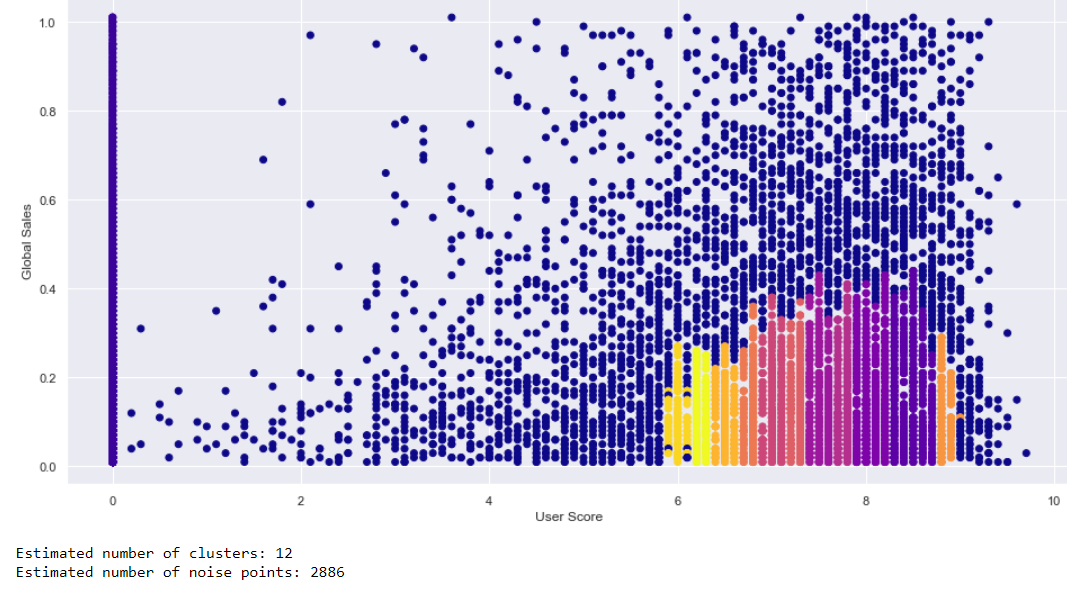 1.0
0.8
0.6
0.4
0.2
0.0
Global Sales
0 2 4 6 8 10
User Score
Estimated number of clusters: 12
Estimated number of noise points: 2886